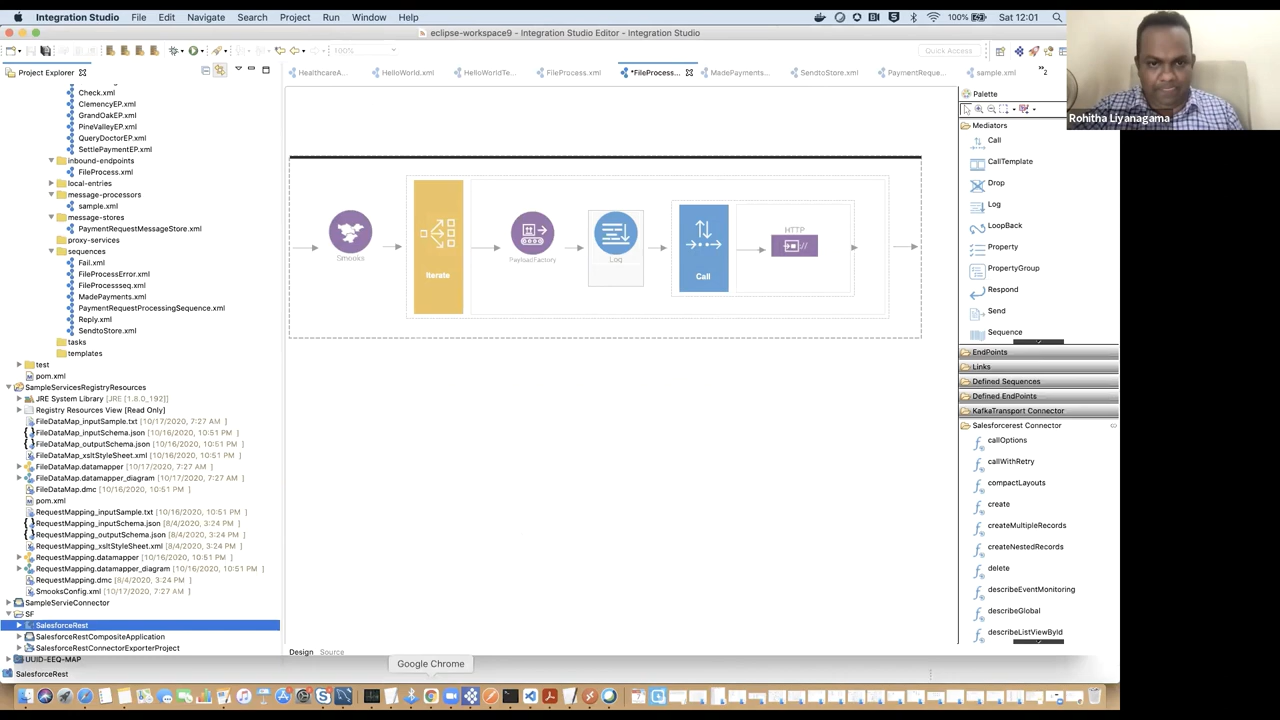 Integration Studio File Edit Navigate Search Project Run Window Help
100% Sat 12:01
eclipse-workspace9 - Integration Studio Editor - Integration Studio
100%
Quick Access
Project Explorer
HealthcareA...
HelloWorld.xml
HelloWorldTe...
FileProcess.xml
*FileProcess...
MadePayments...
SendtoStore.xml
PaymentReque...
sample.xml
2
Check.xml
ClemencyEP.xml
GrandOakEP.xml
PineValleyEP.xml
QueryDoctorEP.xml
SettlePaymentEP.xml
inbound-endpoints
FileProcess.xml
local-entries
message-processors
sample.xml
message-stores
PaymentRequestMessageStore.xml
proxy-services
sequences
Fail.xml
FileProcessError.xml
FileProcessseq.xml
MadePayments.xml
PaymentRequestProcessingSequence.xml
Reply.xml
SendtoStore.xml
tasks
templates
test
pom.xml
SampleServicesRegistryResources
JRE System Library [JRE [1.8.0_192]]
Registry Resources View [Read Only]
FileDataMap_inputSample.txt [10/17/2020, 7:27 AM ]
FileDataMap_inputSchema.json [10/16/2020, 10:51 PM ]
FileDataMap_outputSchema.json [10/16/2020, 10:51 PM ]
FileDataMap_xsltStyleSheet.xml [10/16/2020, 10:51 PM ]
FileDataMap.datamapper [10/17/2020, 7:27 AM ]
FileDataMap.datamapper_diagram [10/17/2020, 7:27 AM ]
FileDataMap.dmc [10/16/2020, 10:51 PM ]
pom.xml
RequestMapping_inputSample.txt [10/16/2020, 10:51 PM ]
RequestMapping_inputSchema.json [8/4/2020, 3:24 PM ]
RequestMapping_outputSchema.json [8/4/2020, 3:24 PM ]
RequestMapping_xsltStyleSheet.xml [8/4/2020, 3:24 PM ]
RequestMapping.datamapper [10/16/2020, 10:51 PM ]
RequestMapping.datamapper_diagram [10/16/2020, 10:51 PM ]
RequestMapping.dmc [8/4/2020, 3:24 PM ]
SmooksConfig.xml [10/17/2020, 7:27 AM ]
SampleServieConnector
SF
SalesforceRest
SalesforceRestCompositeApplication
SalesforceRestConnectorExporterProject
UUID-EEQ-MAP
SalesforceRest
Smooks
Iterate
PayloadFactory
Log
Call
HTTP
Design Source
Google Chrome
Palette
Mediators
Call
CallTemplate
Drop
Log
LoopBack
Property
PropertyGroup
Respond
Send
Sequence
EndPoints
Links
Defined Sequences
Defined EndPoints
KafkaTransport Connector
Salesforcerest Connector
callOptions
callWithRetry
compactLayouts
create
createMultipleRecords
createNestedRecords
delete
describeEventMonitoring
describeGlobal
describeListViewById
Rohitha Liyanagama